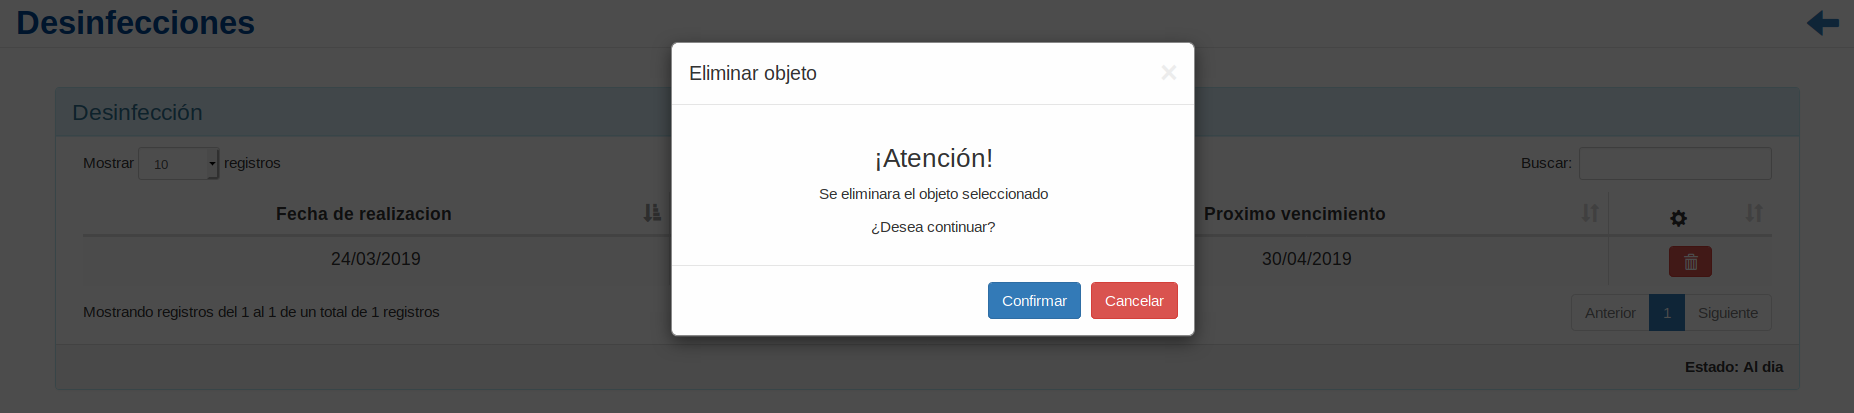 Desinfecciones
Eliminar objeto
Desinfección
¡Atención!
Mostrar 10 registros
Buscar:
Se eliminara el objeto seleccionado
Fecha de realizacion
Proximo vencimiento
¿Desea continuar?
24/03/2019
30/04/2019
Confirmar Cancelar
Mostrando registros del 1 al 1 de un total de 1 registros
Anterior 1 Siguiente
Estado: Al dia